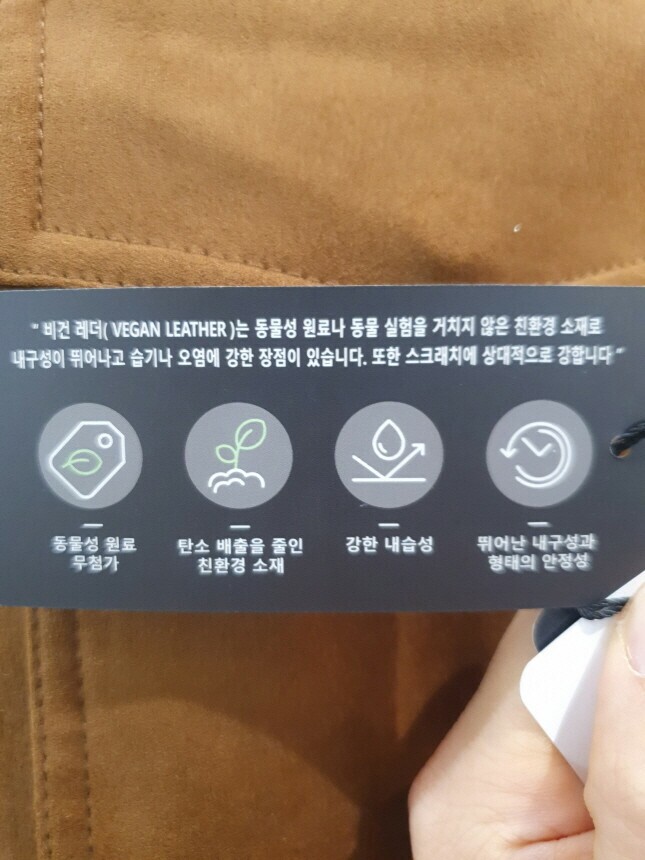 " 비건 레더( VEGAN LEATHER )는 동물성 원료나 동물 실험을 거치지 않은 친환경 소재로
내구성이 뛰어나고 습기나 오염에 강한 장점이 있습니다. 또한 스크래치에 상대적으로 강합니다 "
동물성 원료
무첨가
탄소 배출을 줄인
친환경 소재
강한 내습성
뛰어난 내구성과
형태의 안정성